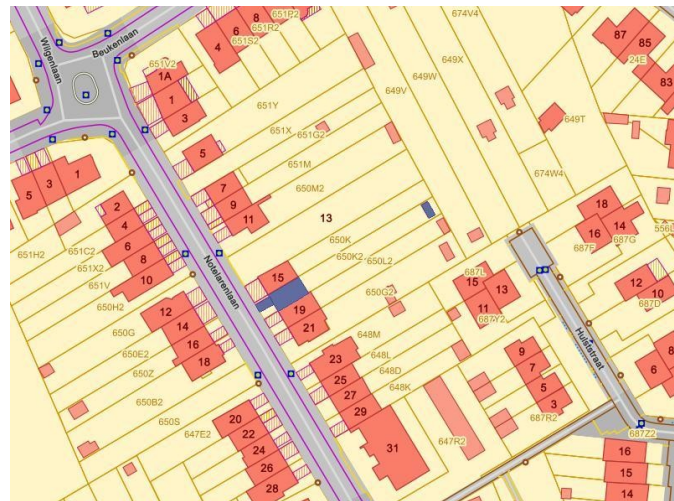 651P2
651R2
651S2
8
6
4
674V4
649X
649W
649V
87
85
24E
83
Wilgenlaan
Beukenlaan
651V2
1A
1
3
651Y
651X
651G2
649T
5
651M
650M2
674W4
1
3
5
7
9
11
13
2
4
6
8
10
651H2
651C2
651X2
651V
650H2
650K
650K2
650L2
650G2
18
14
16
687F
687G
Notelarenlaan
15
19
21
687L
15
13
11
687Y2
12
10
687D
12
14
16
18
650G
650E2
650Z
650B2
650S
648M
648L
648D
648K
23
25
27
29
31
9
7
5
3
687R2
Hulststraat
8
6
647E2
20
22
24
26
28
647R2
687Z2
16
15
14